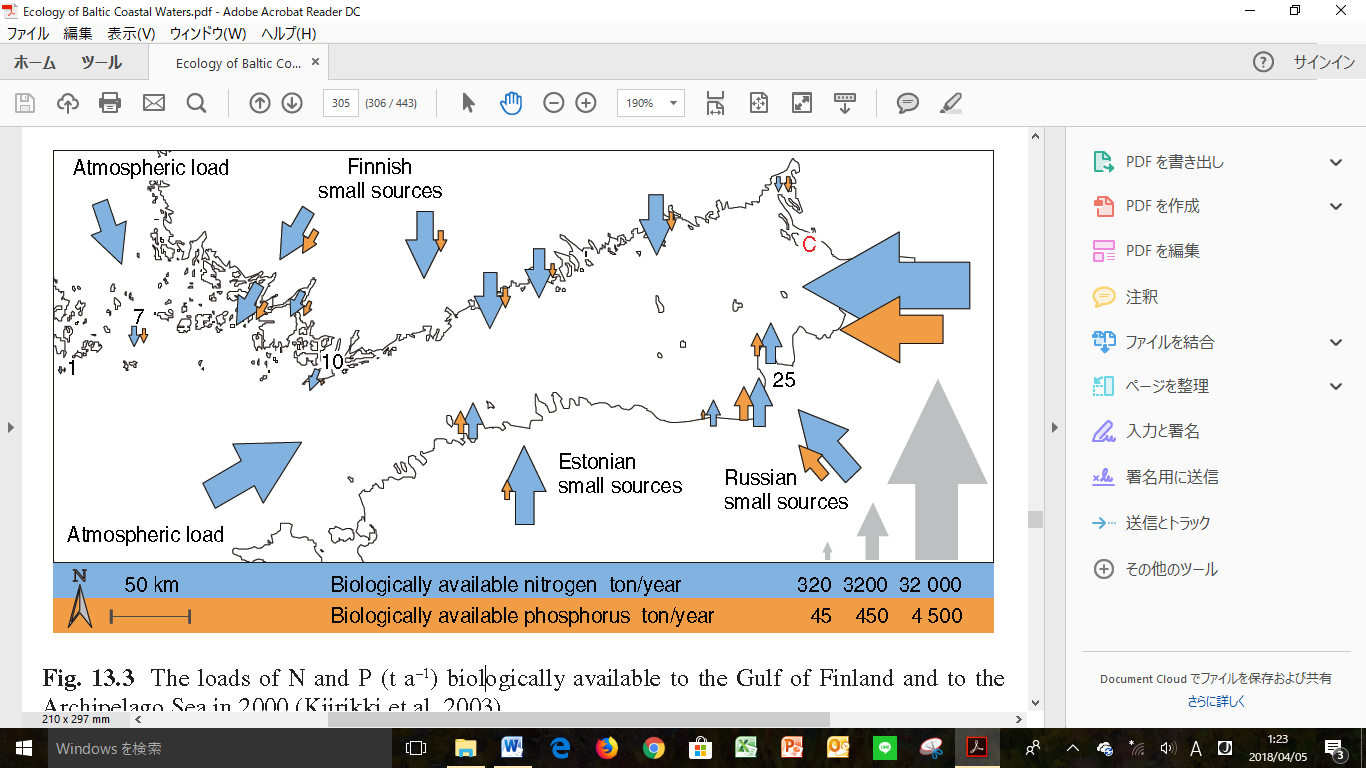 Ecology of Baltic Coastal Waters.pdf - Adobe Acrobat Reader DC
ファイル 編集 表示(V) ウィンドウ(W) ヘルプ(H)
ホーム ツール Ecology of Baltic Co... × サインイン
305 (306 / 443) 190%
Atmospheric load
Finnish
small sources
C
7
1
10
25
Estonian
small sources
Russian
small sources
Atmospheric load
N 50 km Biologically available nitrogen ton/year 320 3200 32 000
Biologically available phosphorus ton/year 45 450 4 500
Fig. 13.3 The loads of N and P (t a⁻¹) biologically available to the Gulf of Finland and to the
Archipelago Sea in 2000 (Kiirikki et al. 2003)
210 x 297 mm
PDF を書き出し
PDF を作成
PDF を編集
注釈
ファイルを結合
ページを整理
入力と署名
署名用に送信
送信とトラック
その他のツール
Document Cloud でファイルを保存および共有
さらに詳しく
Windows を検索
A
1:23
2018/04/05
3